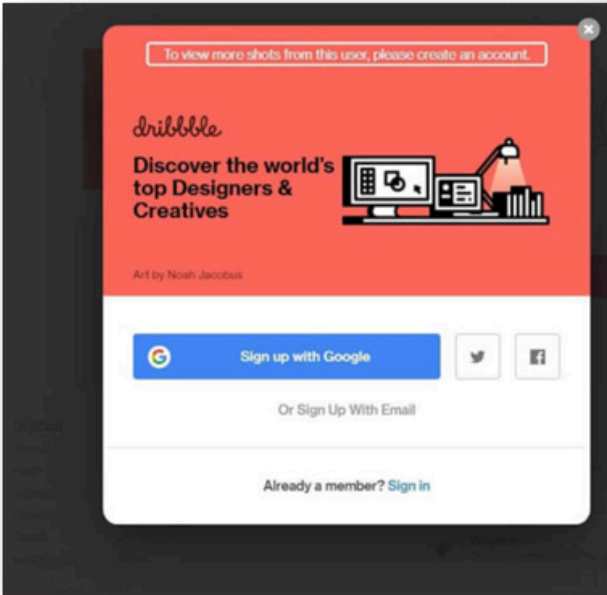 To view more shots from this user, please create an account.
dribbble
Discover the world's
top Designers &
Creatives
Art by Noah Jacobus
Sign up with Google
Or Sign Up With Email
Already a member? Sign in